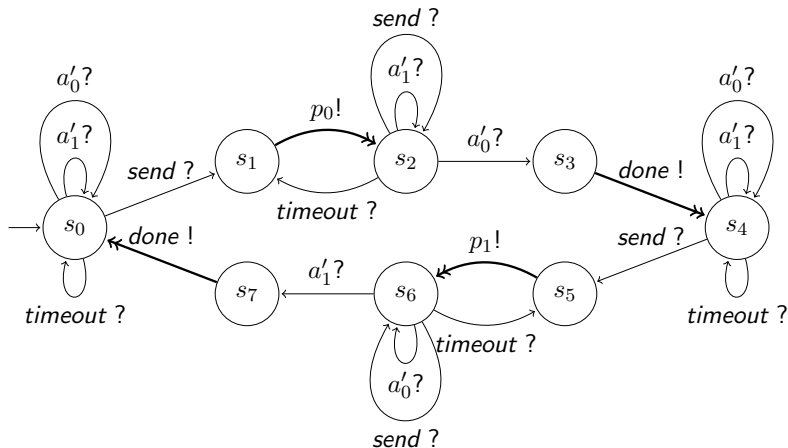 send ?
a′0?
a′1?
a′0?
a′1?
p0!
a′1?
send ?
s1
s2
a′0?
s3
done !
timeout ?
s0
s4
done !
p1!
send ?
s7
a′1?
s6
s5
timeout ?
timeout ?
timeout ?
a′0?
send ?